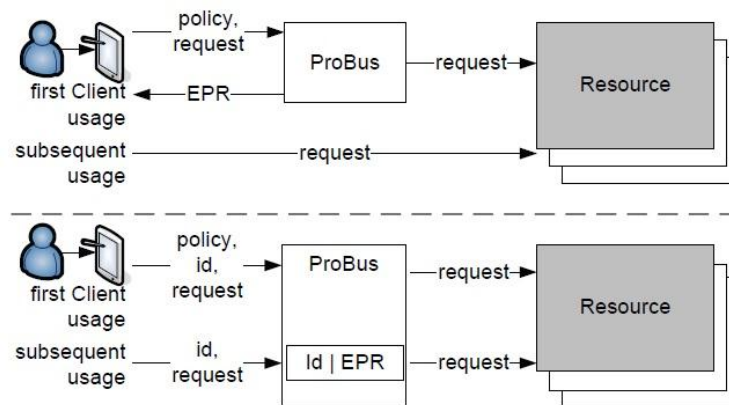 policy,
request
ProBus
request
Resource
EPR
first Client
usage
subsequent
usage
request
policy,
id,
request
ProBus
request
Resource
first Client
usage
subsequent
usage
id,
request
Id | EPR
request